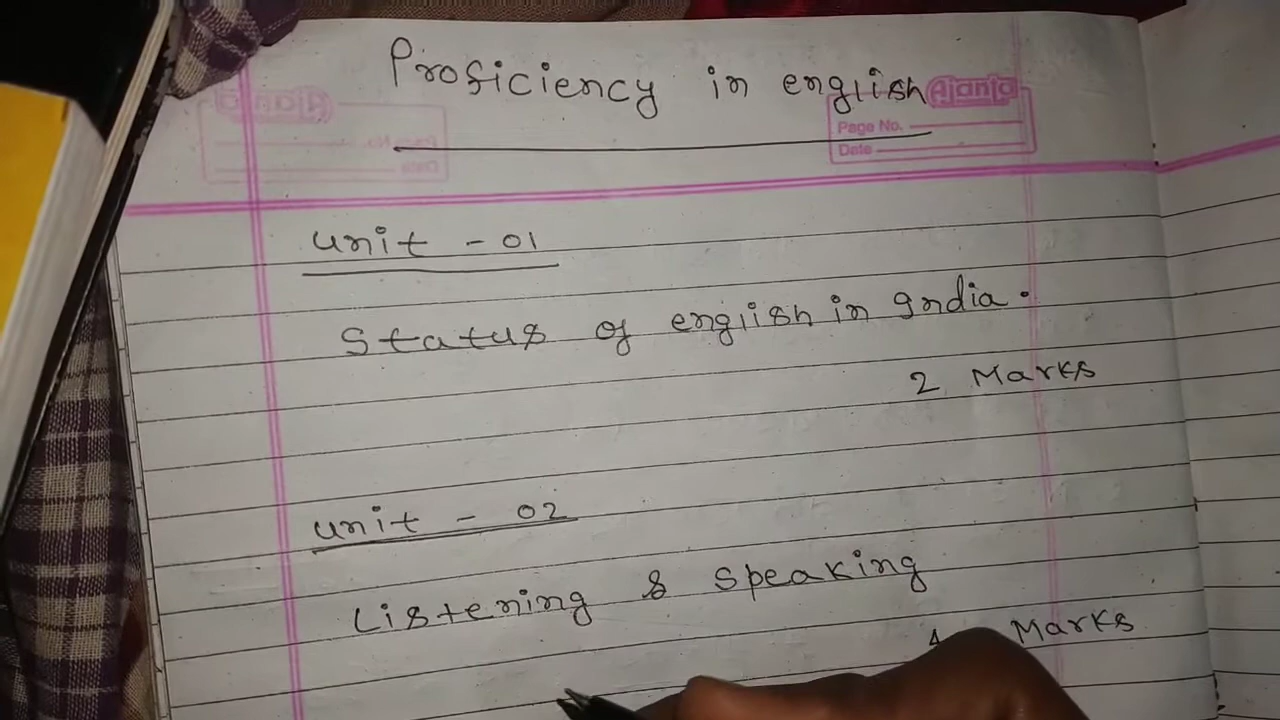 Proficiency in english
Ajanta
Page No.
Date
unit - 01
Status of english in India.
2 Marks
unit - 02
Listening & speaking
Marks